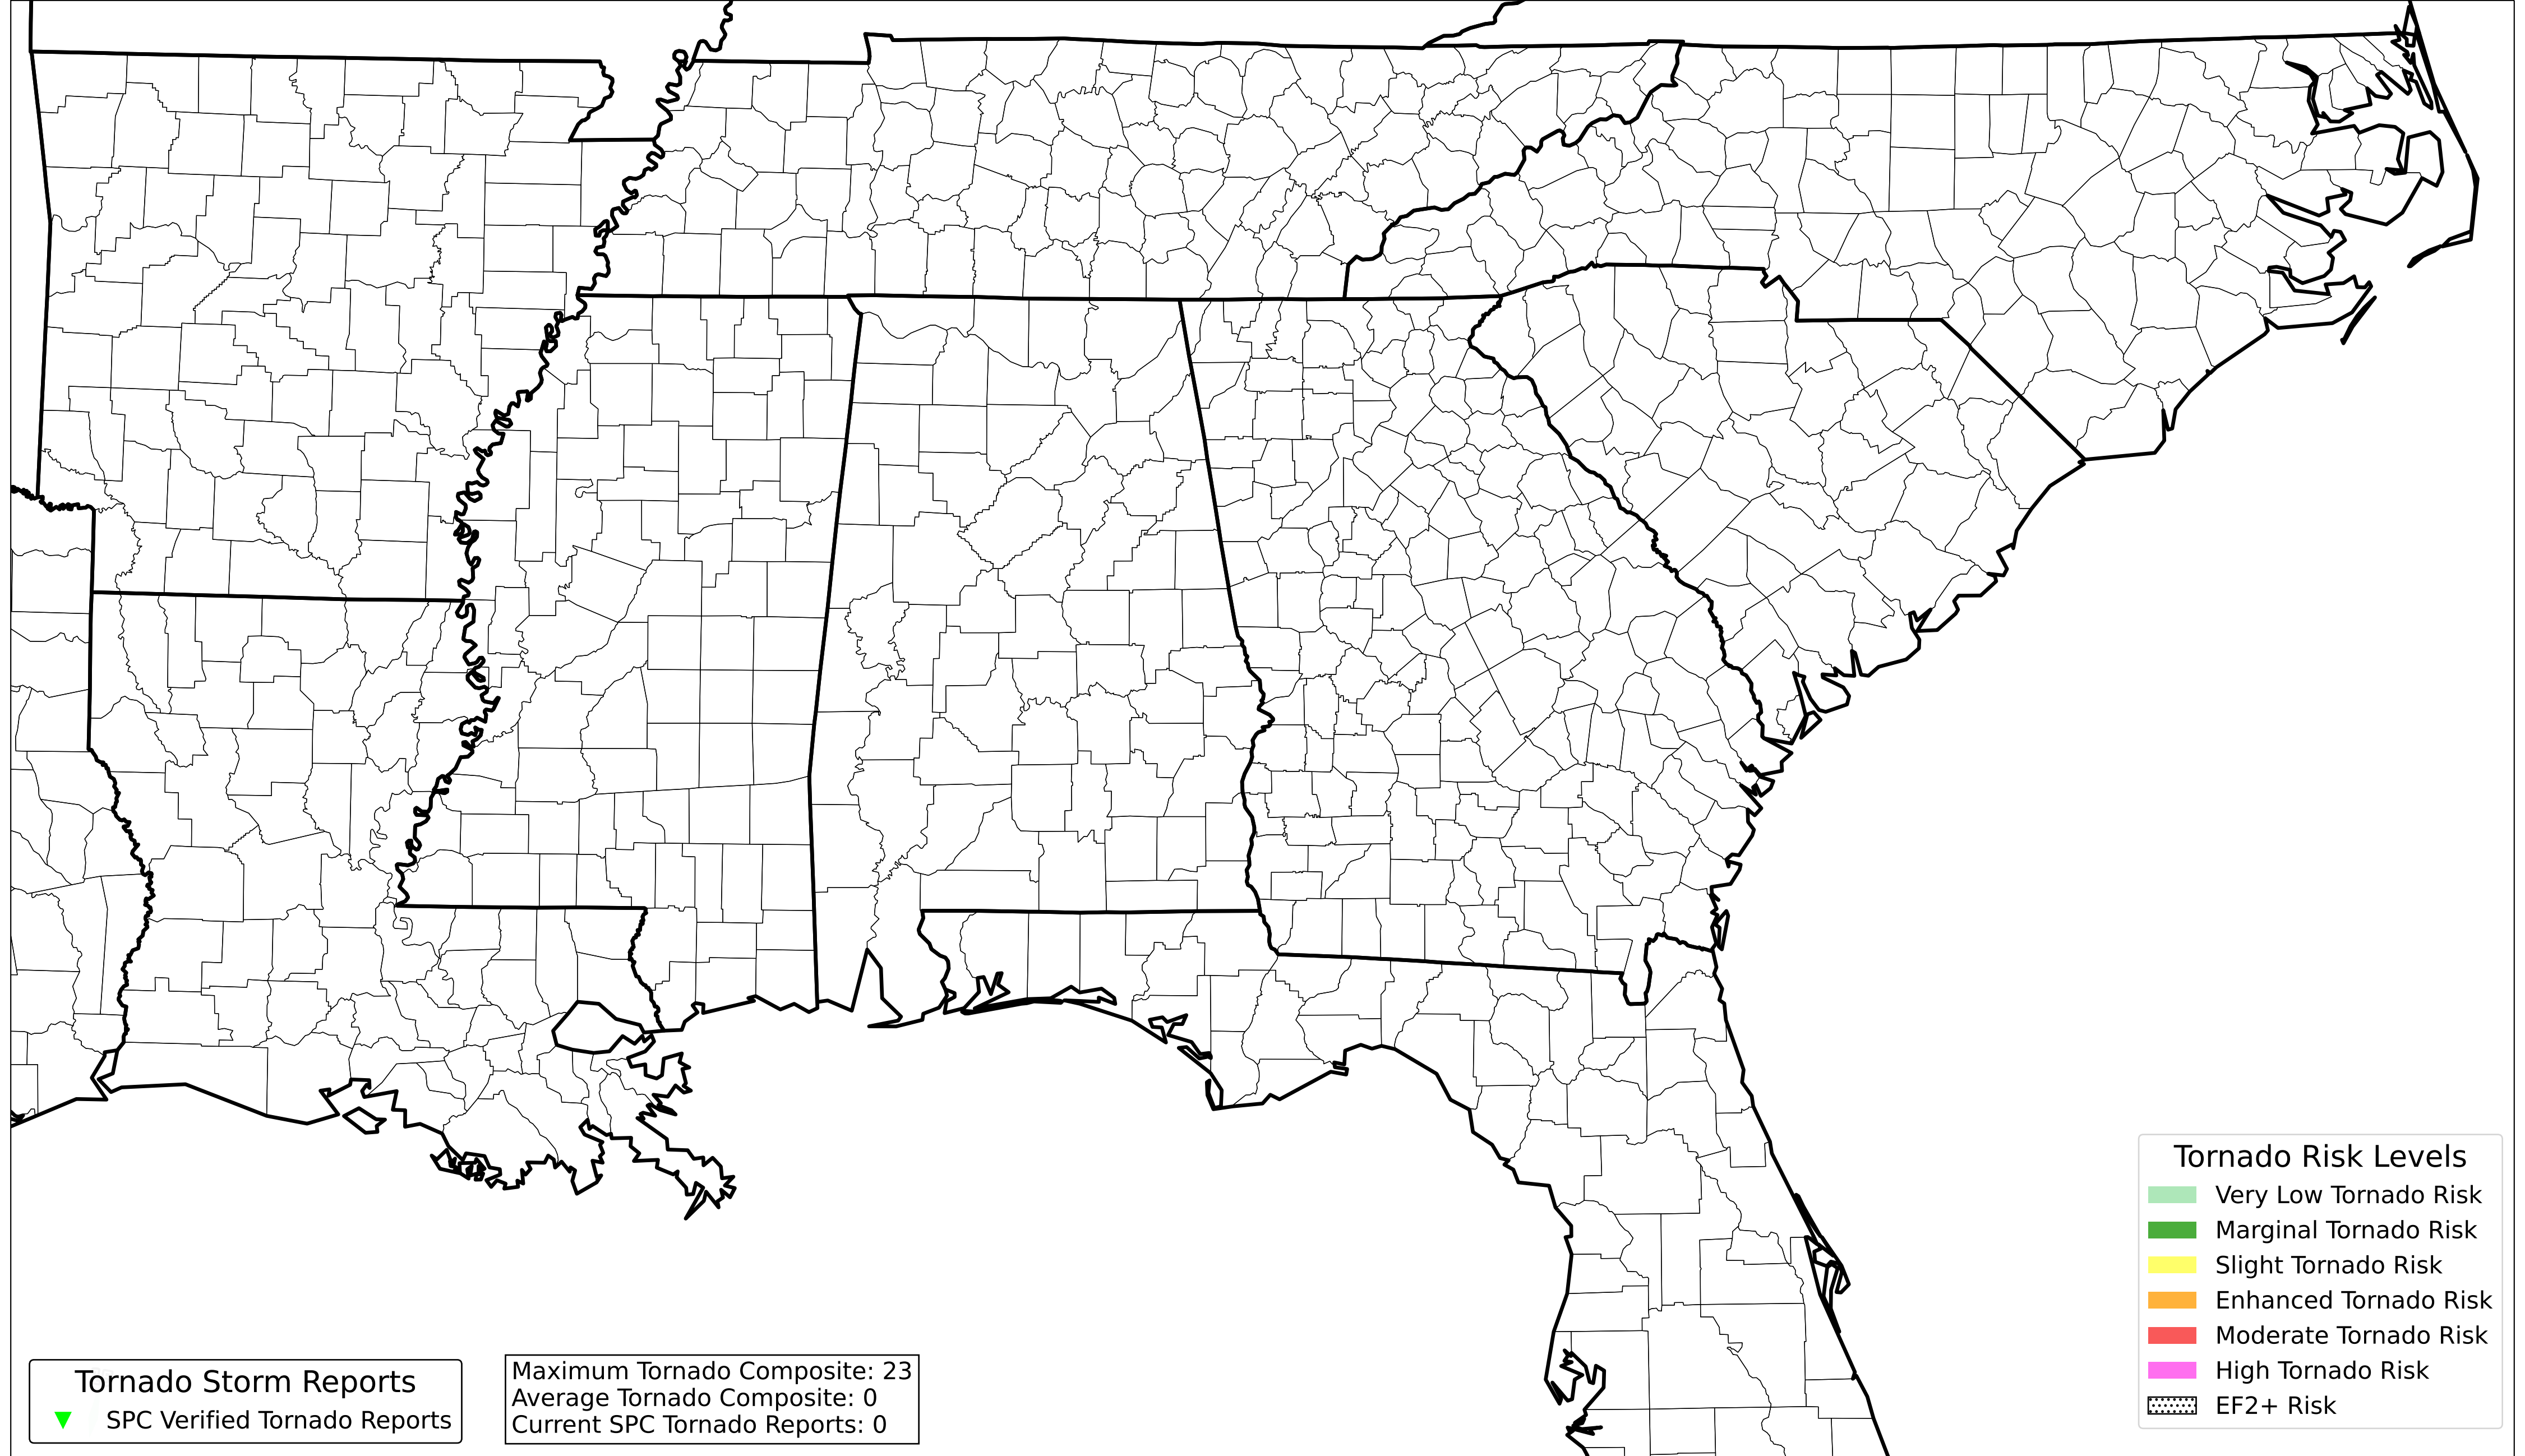 Tornado Storm Reports
SPC Verified Tornado Reports
Maximum Tornado Composite: 23
Average Tornado Composite: 0
Current SPC Tornado Reports: 0
Tornado Risk Levels
Very Low Tornado Risk
Marginal Tornado Risk
Slight Tornado Risk
Enhanced Tornado Risk
Moderate Tornado Risk
High Tornado Risk
EF2+ Risk